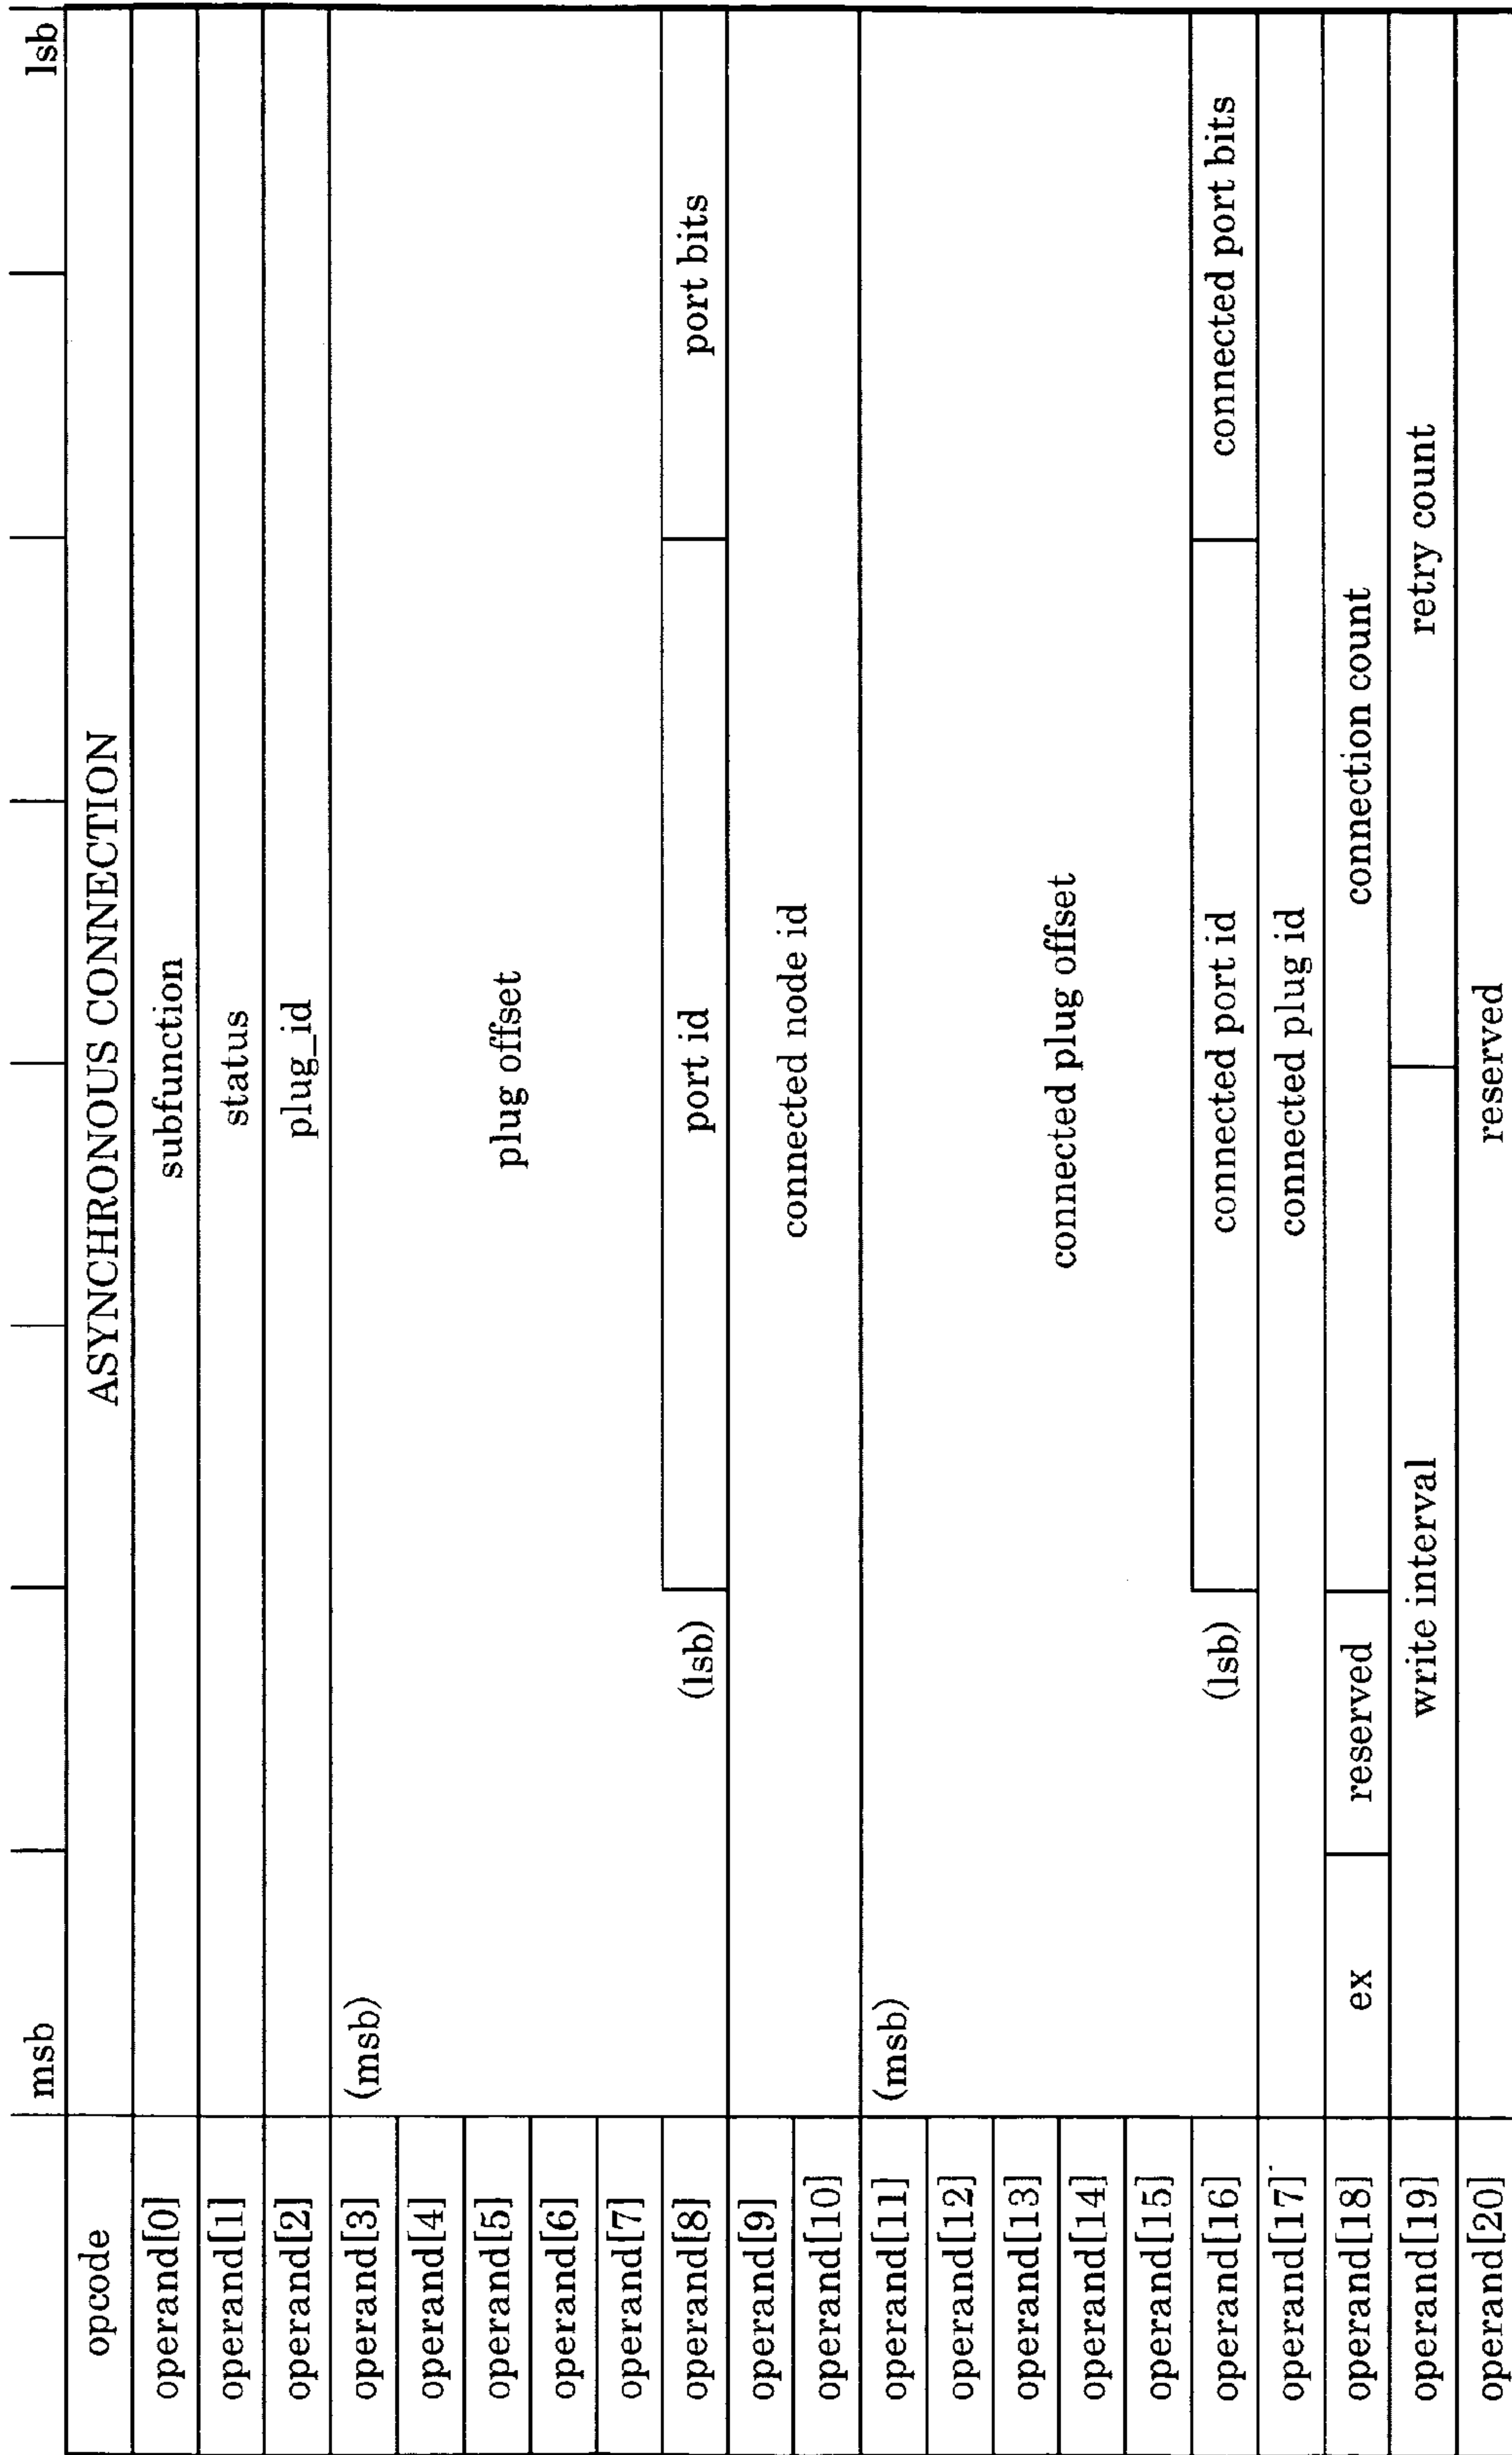 msb lsb
opcode ASYNCHRONOUS CONNECTION
operand[0] subfunction
operand[1] status
operand[2] plug_id
operand[3] (msb)
operand[4]
operand[5] plug offset
operand[6]
operand[7]
operand[8] (lsb) port id port bits
operand[9] connected node id
operand[10]
operand[11] (msb)
operand[12]
operand[13] connected plug offset
operand[14]
operand[15]
operand[16] (lsb) connected port id connected port bits
operand[17] connected plug id
operand[18] ex reserved connection count
operand[19] write interval retry count
operand[20] reserved